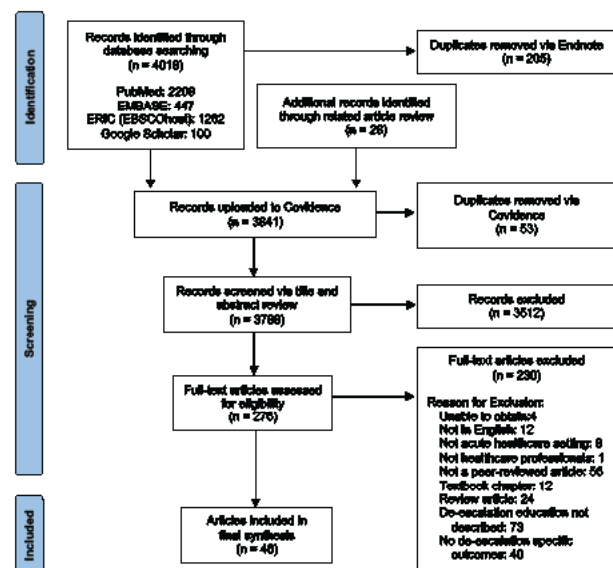 Identification
Records identified through
database searching
(n = 4018)
PubMed: 2209
EMBASE: 447
ERIC (EBSCOhost): 1262
Google Scholar: 100
Duplicates removed via Endnote
(n = 205)
Additional records identified
through related article review
(n = 28)
Screening
Records uploaded to Covidence
(n = 3841)
Duplicates removed via
Covidence
(n = 53)
Records screened via title and
abstract review
(n = 3788)
Records excluded
(n = 3512)
Full-text articles assessed
for eligibility
(n = 276)
Full-text articles excluded
(n = 230)
Reason for Exclusion:
Unable to obtain:4
Not in English: 12
Not acute healthcare setting: 8
Not healthcare professionals: 1
Not a peer-reviewed article: 56
Textbook chapter: 12
Review article: 24
De-escalation education not
described: 73
No de-escalation specific
outcomes: 40
Included
Articles included in
final synthesis
(n = 46)